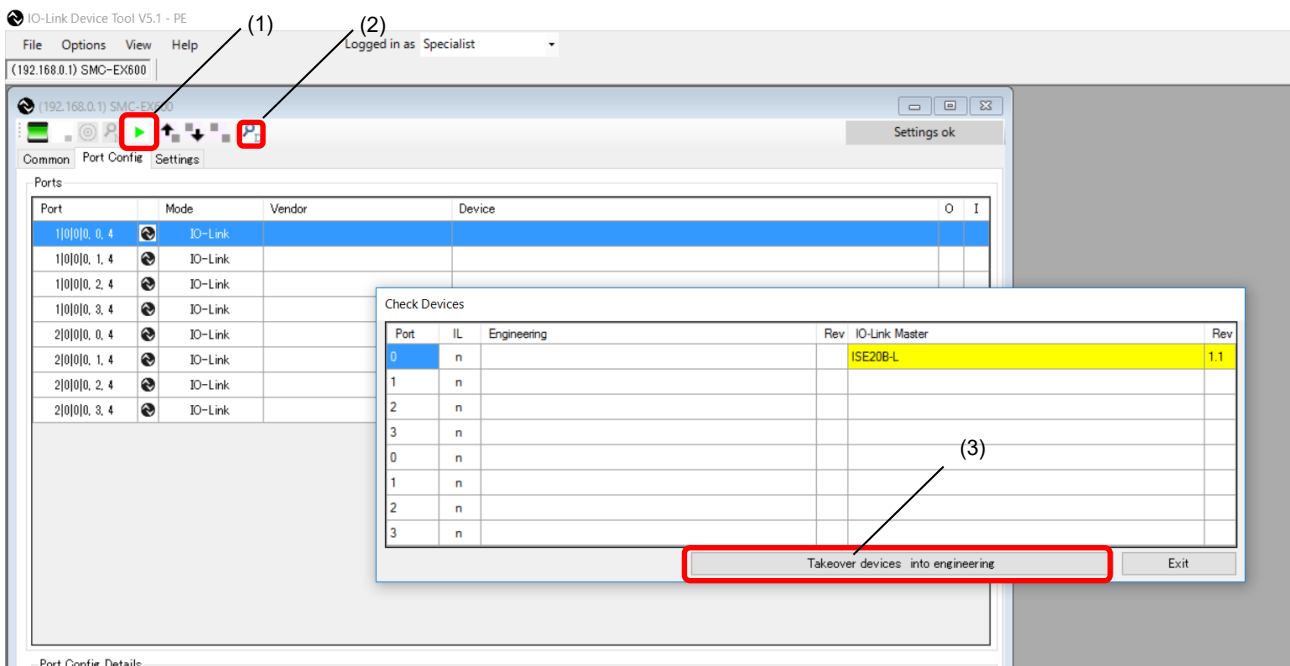 IO-Link Device Tool V5.1 - PE
(1)
(2)
File Options View Help Logged in as Specialist
(192.168.0.1) SMC-EX600
(192.168.0.1) SMC-EX600
Settings ok
Common Port Config Settings
Ports
Port Mode Vendor Device O I
1|0|0|0, 0, 4 IO-Link
1|0|0|0, 1, 4 IO-Link
1|0|0|0, 2, 4 IO-Link
1|0|0|0, 3, 4 IO-Link
2|0|0|0, 0, 4 IO-Link
2|0|0|0, 1, 4 IO-Link
2|0|0|0, 2, 4 IO-Link
2|0|0|0, 3, 4 IO-Link
Check Devices
Port IL Engineering Rev IO-Link Master Rev
0 n ISE20B-L 1.1
1 n
2 n
3 n
0 n
1 n
2 n
3 n
(3)
Takeover devices into engineering Exit
Port Config Details